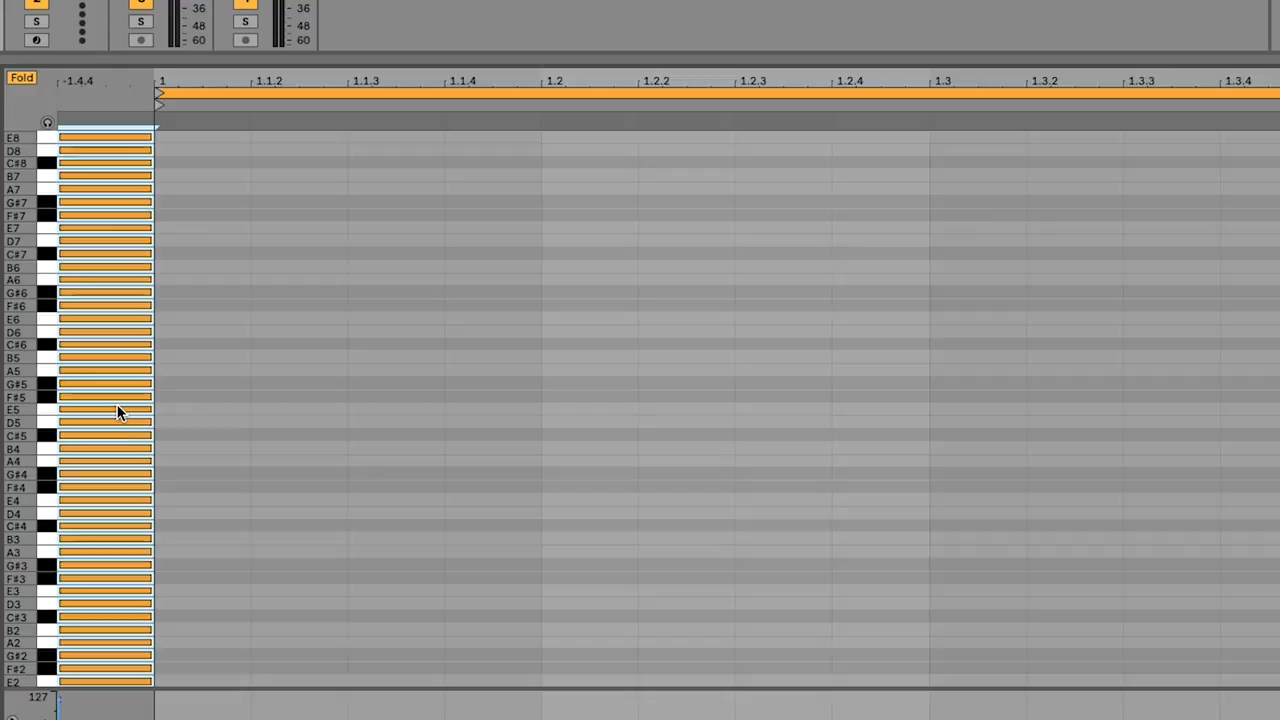 36 36
S S S 48 48
60 60
Fold -1.4.4 1 1.1.2 1.1.3 1.1.4 1.2 1.2.2 1.2.3 1.2.4 1.3 1.3.2 1.3.3 1.3.4
E8
D8
C#8
B7
A7
G#7
F#7
E7
D7
C#7
B6
A6
G#6
F#6
E6
D6
C#6
B5
A5
G#5
F#5
E5
D5
C#5
B4
A4
G#4
F#4
E4
D4
C#4
B3
A3
G#3
F#3
E3
D3
C#3
B2
A2
G#2
F#2
E2
127